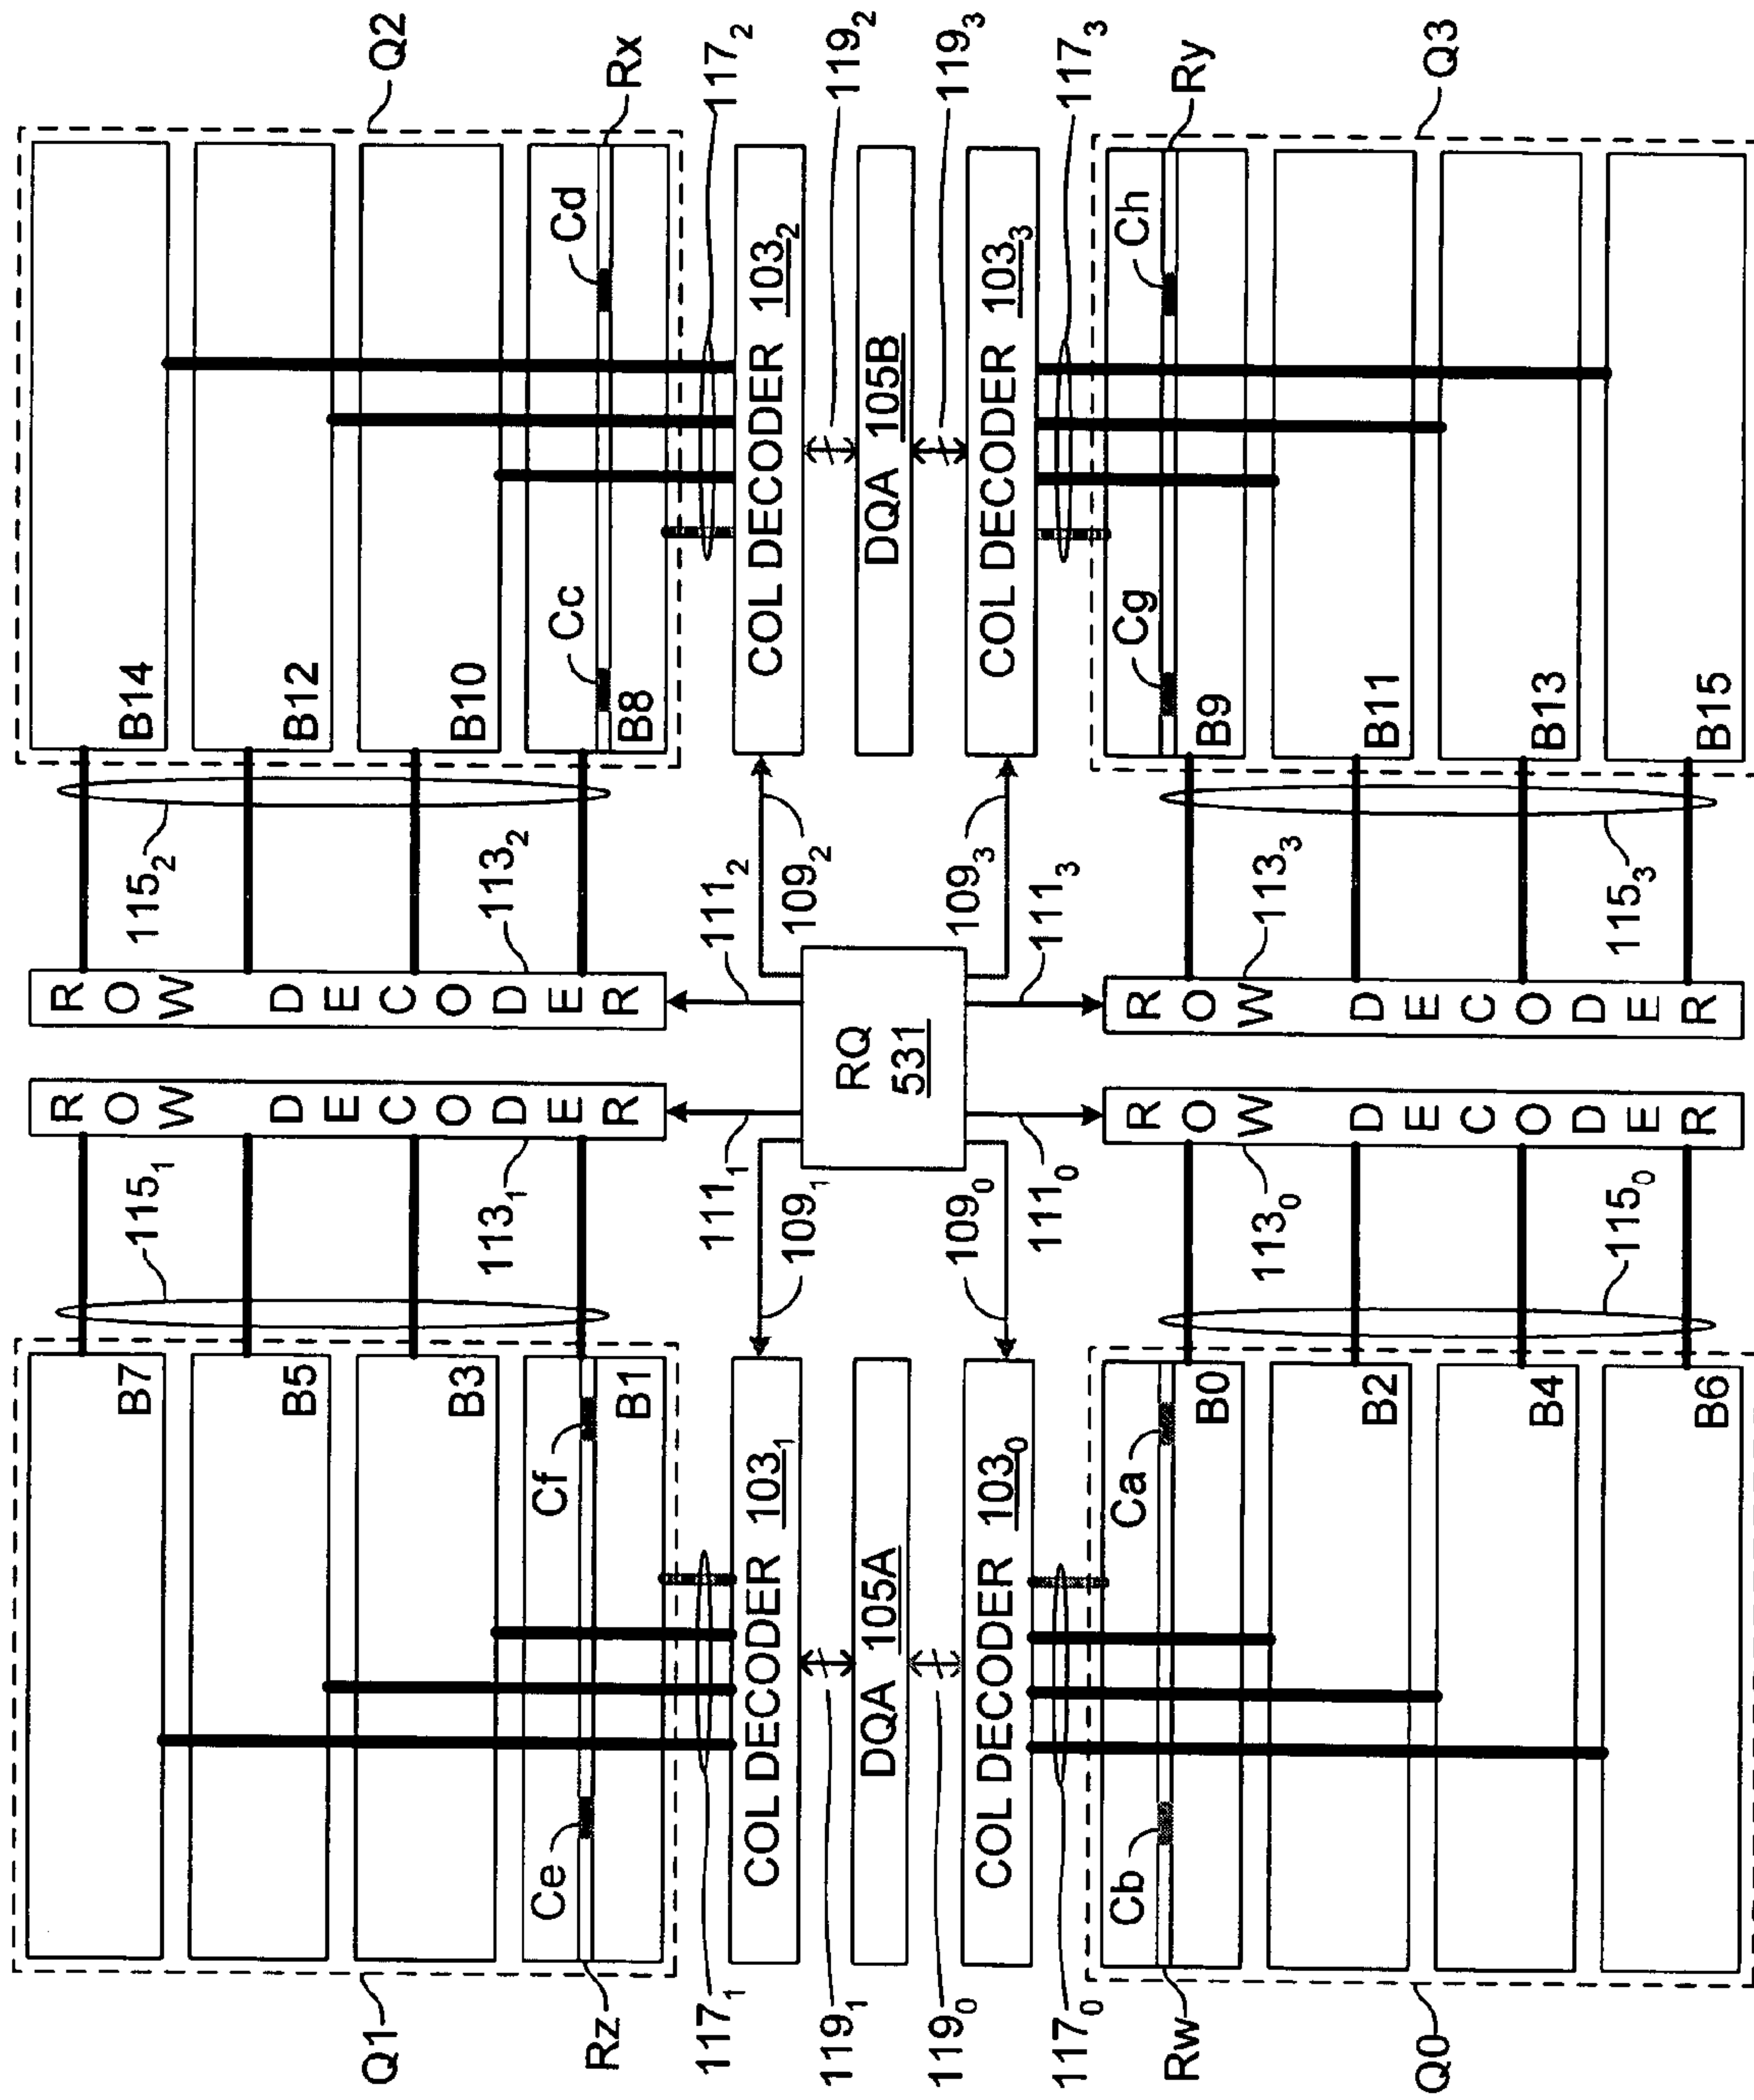 Q1
B7
115₁
ROW DECODER
113₁
B5
B3
Ce
Cf
B1
Rz
117₁
111₁
109₁
COL DECODER 103₁
119₁
DQA 105A
119₀
COL DECODER 103₀
109₀
111₀
117₀
Cb
Ca
Rw
B0
113₀
ROW DECODER
B2
B4
115₀
B6
Q0
RQ
531
Q2
B14
115₂
ROW DECODER
113₂
B12
B10
Cc
Cd
B8
Rx
117₂
111₂
109₂
COL DECODER 103₂
119₂
DQA 105B
119₃
COL DECODER 103₃
109₃
111₃
117₃
Cg
Ch
Ry
B9
113₃
ROW DECODER
B11
B13
115₃
B15
Q3